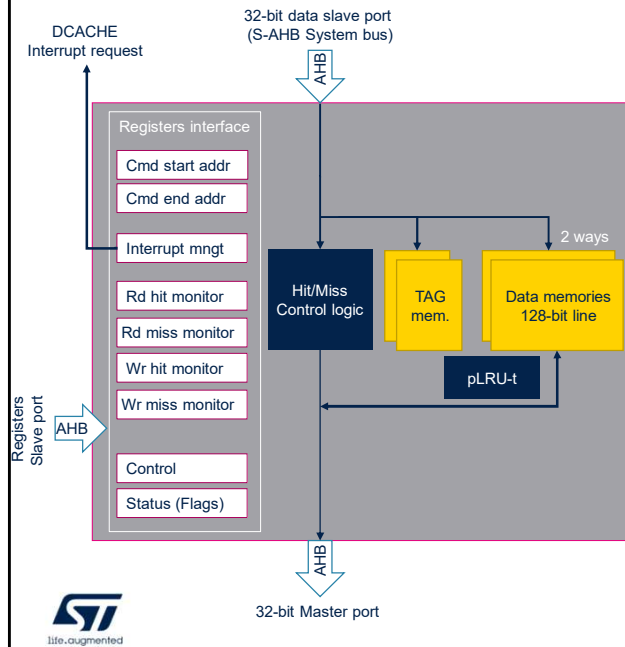 32-bit data slave port
(S-AHB System bus)
DCACHE
Interrupt request
AHB
Registers interface
Cmd start addr
Cmd end addr
Interrupt mngt
Rd hit monitor
Rd miss monitor
Wr hit monitor
Wr miss monitor
Control
Status (Flags)
Registers
Slave port
AHB
Hit/Miss
Control logic
TAG
mem.
2 ways
Data memories
128-bit line
pLRU-t
AHB
32-bit Master port
ST
life.augmented